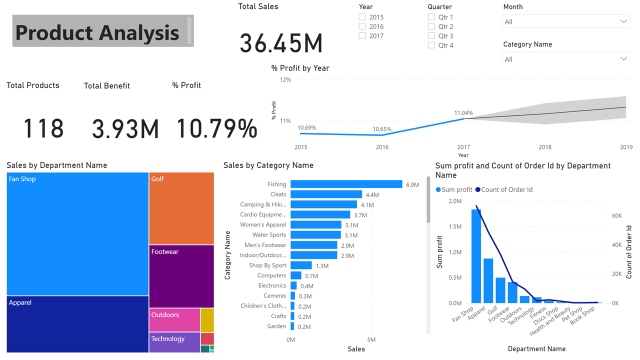 Product Analysis
Total Sales
36.45M
Year
2015
2016
2017
Quarter
Qtr 1
Qtr 2
Qtr 3
Qtr 4
Month
All
Category Name
All
Total Products
118
Total Benefit
3.93M
% Profit
10.79%
% Profit by Year
% Profit
12%
11%
10.69%
10.65%
11.04%
2015
2016
2017
2018
2019
Year
Sales by Department Name
Fan Shop
Golf
Footwear
Apparel
Outdoors
Technology
Sales by Category Name
Category Name
Fishing 6.9M
Cleats 4.4M
Camping & Hiki... 4.1M
Cardio Equipme... 3.7M
Women's Apparel 3.1M
Water Sports 3.1M
Men's Footwear 2.9M
Indoor/Outdoor... 2.9M
Shop By Sport 1.3M
Computers 0.7M
Electronics 0.4M
Cameras 0.3M
Children's Cloth... 0.2M
Crafts 0.2M
Garden 0.2M
0M
5M
Sales
Sum profit and Count of Order Id by Department
Name
Sum profit
Count of Order Id
Sum profit
2.0M
1.5M
1.0M
0.5M
0.0M
60K
40K
20K
0K
Count of Order Id
Fan Shop
Apparel
Golf
Footwear
Outdoors
Technology
Fitness
Discs Shop
Health and Beauty
Pet Shop
Book Shop
Department Name